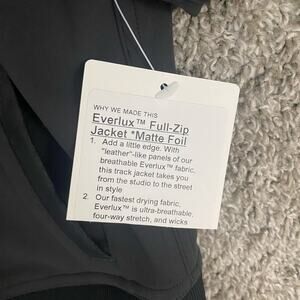 WHY WE MADE THIS
Everlux™ Full-Zip
Jacket *Matte Foil
1. Add a little edge. With
"leather"-like panels of our
breathable Everlux™ fabric,
this track jacket takes you
from the studio to the street
in style
2. Our fastest drying fabric,
Everlux™ is ultra-breathable,
four-way stretch, and wicks